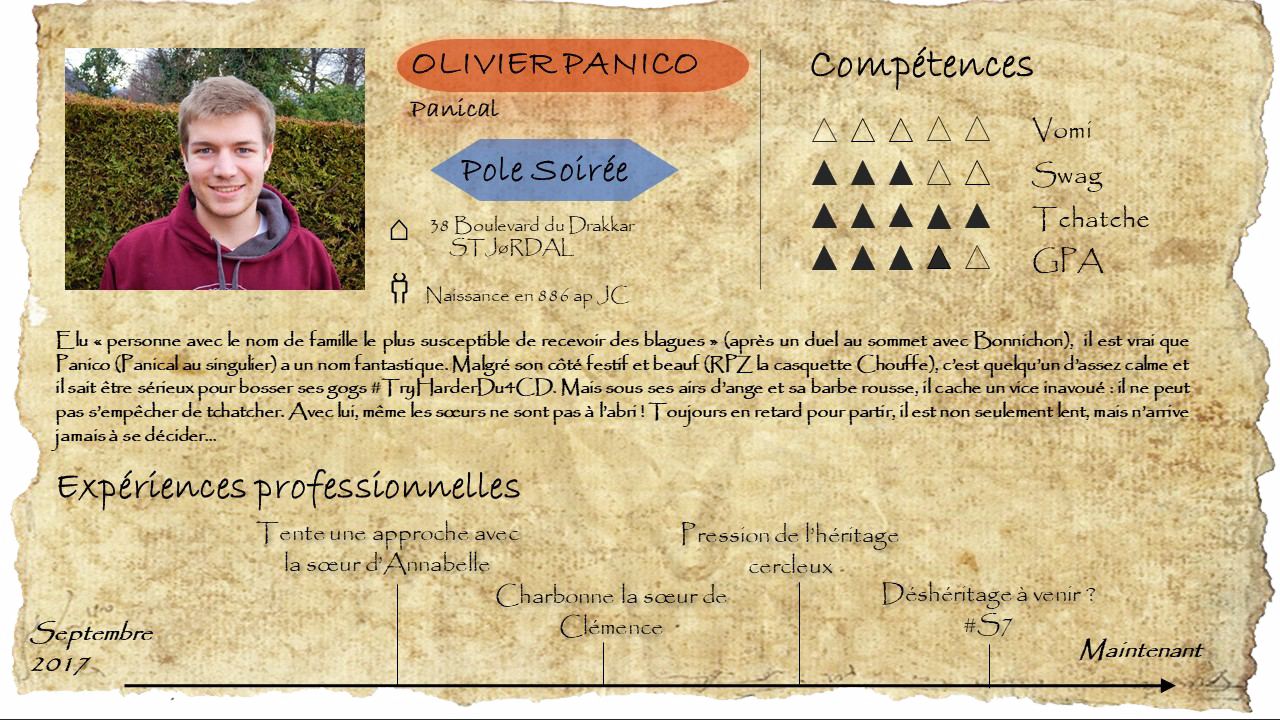 OLIVIER PANICO
Panical
Pole Soirée
38 Boulevard du Drakkar
STJøRDAL
Naissance en 886 ap JC
Compétences
Vomi
Swag
Tchatche
GPA
Elu « personne avec le nom de famille le plus susceptible de recevoir des blagues » (après un duel au sommet avec Bonnichon), il est vrai que
Panico (Panical au singulier) a un nom fantastique. Malgré son côté festif et beauf (RPZ la casquette Chouffe), c'est quelqu'un d'assez calme et
il sait être sérieux pour bosser ses gogs #TryHarderDu4CD. Mais sous ses airs d'ange et sa barbe rousse, il cache un vice inavoué : il ne peut
pas s'empêcher de tchatcher. Avec lui, même les sœurs ne sont pas à l'abri ! Toujours en retard pour partir, il est non seulement lent, mais n'arrive
jamais à se décider...
Expériences professionnelles
Tente une approche avec
la sœur d'Annabelle
Pression de l'héritage
cercleux
Charbonne la sœur de
Clémence
Déshéritage à venir ?
#S7
Septembre
2017
Maintenant